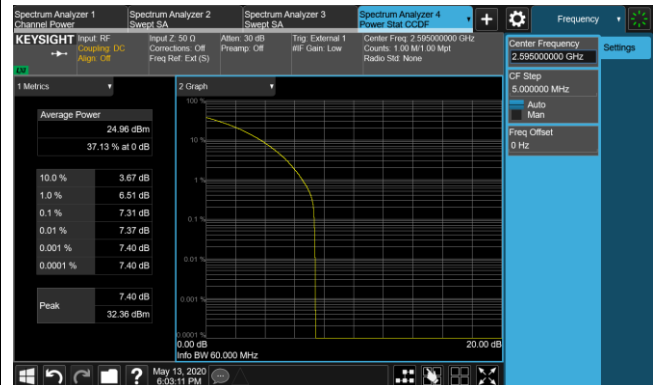 Spectrum Analyzer 1
Channel Power
Spectrum Analyzer 2
Swept SA
Spectrum Analyzer 3
Swept SA
Spectrum Analyzer 4
Power Stat CCDF
Frequency
KEYSIGHT
Input: RF
Coupling: DC
Align: Off
Input Z: 50 Ω
Corrections: Off
Freq Ref: Ext (S)
Atten: 30 dB
Preamp: Off
Trig: External 1
#IF Gain: Low
Center Freq: 2.595000000 GHz
Counts: 1.00 M/1.00 Mpt
Radio Std: None
Center Frequency
2.595000000 GHz
Settings
CF Step
5.000000 MHz
Auto
Man
Freq Offset
0 Hz
1 Metrics
Average Power
24.96 dBm
37.13 % at 0 dB
10.0 % 3.67 dB
1.0 % 6.51 dB
0.1 % 7.31 dB
0.01 % 7.37 dB
0.001 % 7.40 dB
0.0001 % 7.40 dB
Peak
7.40 dB
32.36 dBm
2 Graph
100 %
10 %
1 %
0.1 %
0.01 %
0.001 %
0.0001 %
0.00 dB 20.00 dB
Info BW 60.000 MHz
May 13, 2020
6:03:11 PM